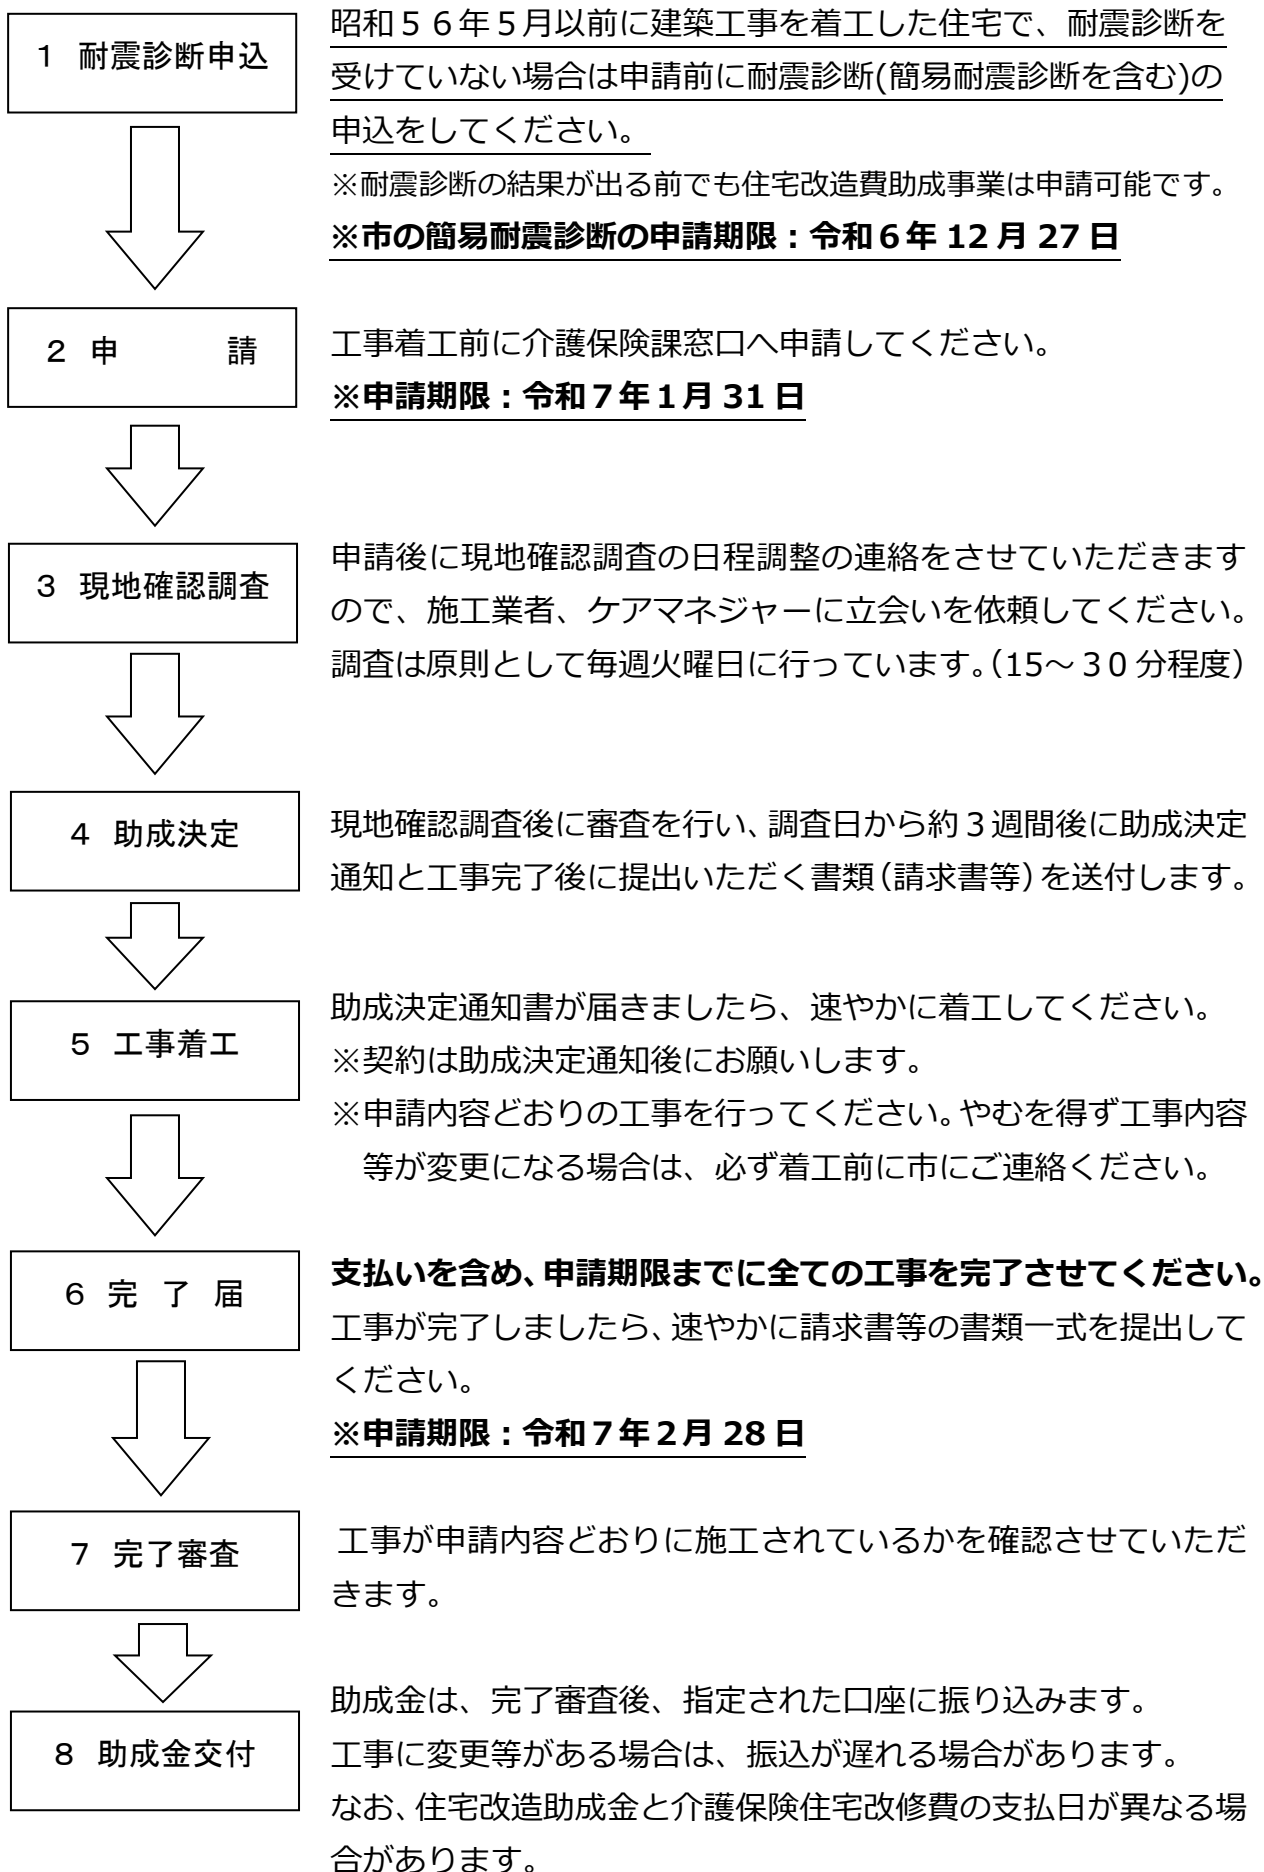 １　耐震診断申込
昭和５６年５月以前に建築工事を着工した住宅で、耐震診断を
受けていない場合は申請前に耐震診断(簡易耐震診断を含む)の
申込をしてください。
※耐震診断の結果が出る前でも住宅改造費助成事業は申請可能です。
※市の簡易耐震診断の申請期限：令和６年 12 月 27 日
２ 申　　　請
工事着工前に介護保険課窓口へ申請してください。
※申請期限：令和７年１月 31 日
３　現地確認調査
申請後に現地確認調査の日程調整の連絡をさせていただきます
ので、施工業者、ケアマネジャーに立会いを依頼してください。
調査は原則として毎週火曜日に行っています。（15～３０分程度）
４　助成決定
現地確認調査後に審査を行い、調査日から約３週間後に助成決定
通知と工事完了後に提出いただく書類（請求書等）を送付します。
５　工事着工
助成決定通知書が届きましたら、速やかに着工してください。
※契約は助成決定通知後にお願いします。
※申請内容どおりの工事を行ってください。やむを得ず工事内容
等が変更になる場合は、必ず着工前に市にご連絡ください。
６ 完 了 届
支払いを含め、申請期限までに全ての工事を完了させてください。
工事が完了しましたら、速やかに請求書等の書類一式を提出して
ください。
※申請期限：令和７年２月 28 日
７　完了審査
工事が申請内容どおりに施工されているかを確認させていただ
きます。
８　助成金交付
助成金は、完了審査後、指定された口座に振り込みます。
工事に変更等がある場合は、振込が遅れる場合があります。
なお、住宅改造助成金と介護保険住宅改修費の支払日が異なる場
合があります。